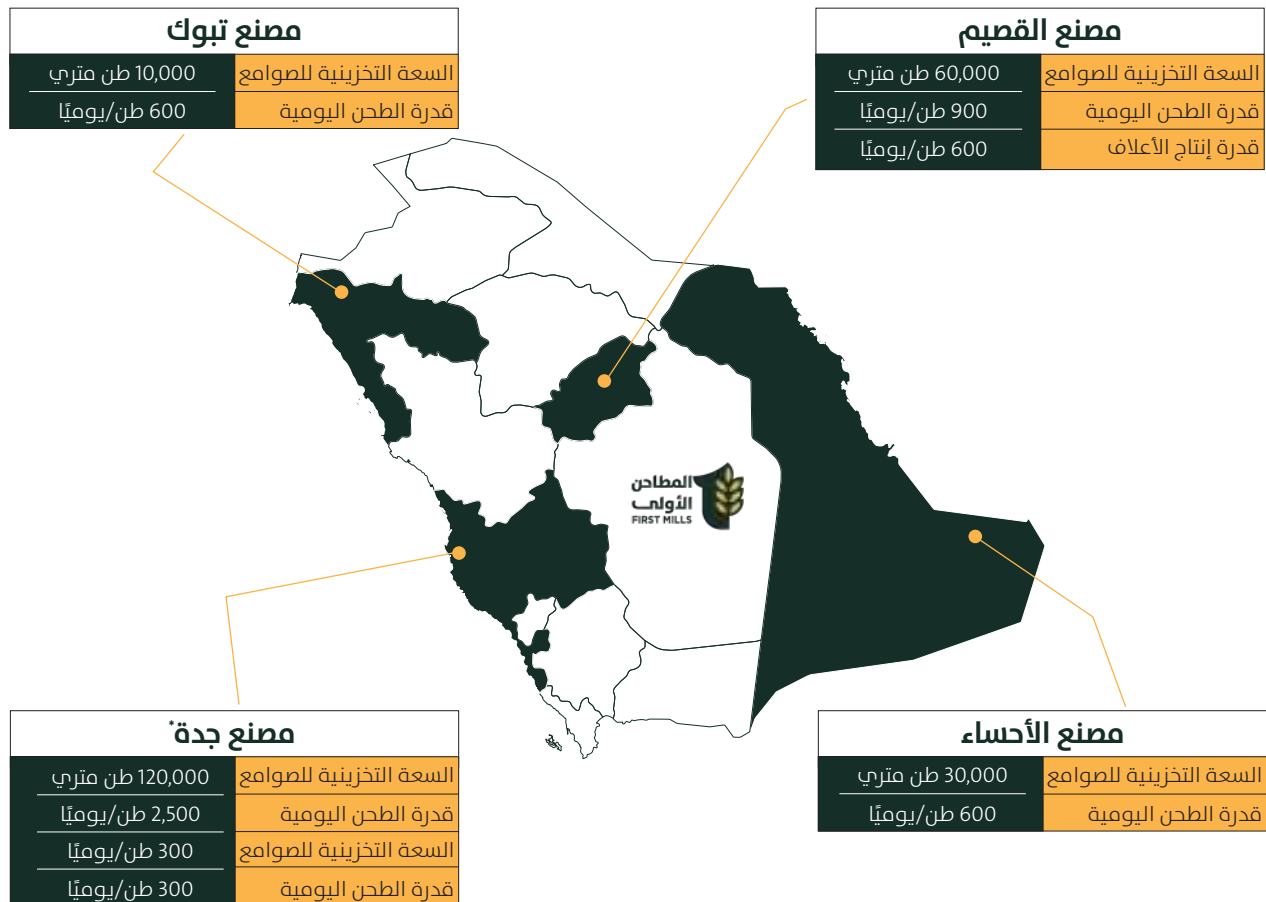 مصنع القصيم
السعة التخزينية للصوامع 60,000 طن متري
قدرة الطحن اليومية 900 طن/يوميًا
قدرة إنتاج الأعلاف 600 طن/يوميًا
مصنع تبوك
السعة التخزينية للصوامع 10,000 طن متري
قدرة الطحن اليومية 600 طن/يوميًا
المطاحن
الأولى
FIRST MILLS
مصنع الأحساء
السعة التخزينية للصوامع 30,000 طن متري
قدرة الطحن اليومية 600 طن/يوميًا
مصنع جدة*
السعة التخزينية للصوامع 120,000 طن متري
قدرة الطحن اليومية 2,500 طن/يوميًا
السعة التخزينية للصوامع 300 طن/يوميًا
قدرة الطحن اليومية 300 طن/يوميًا